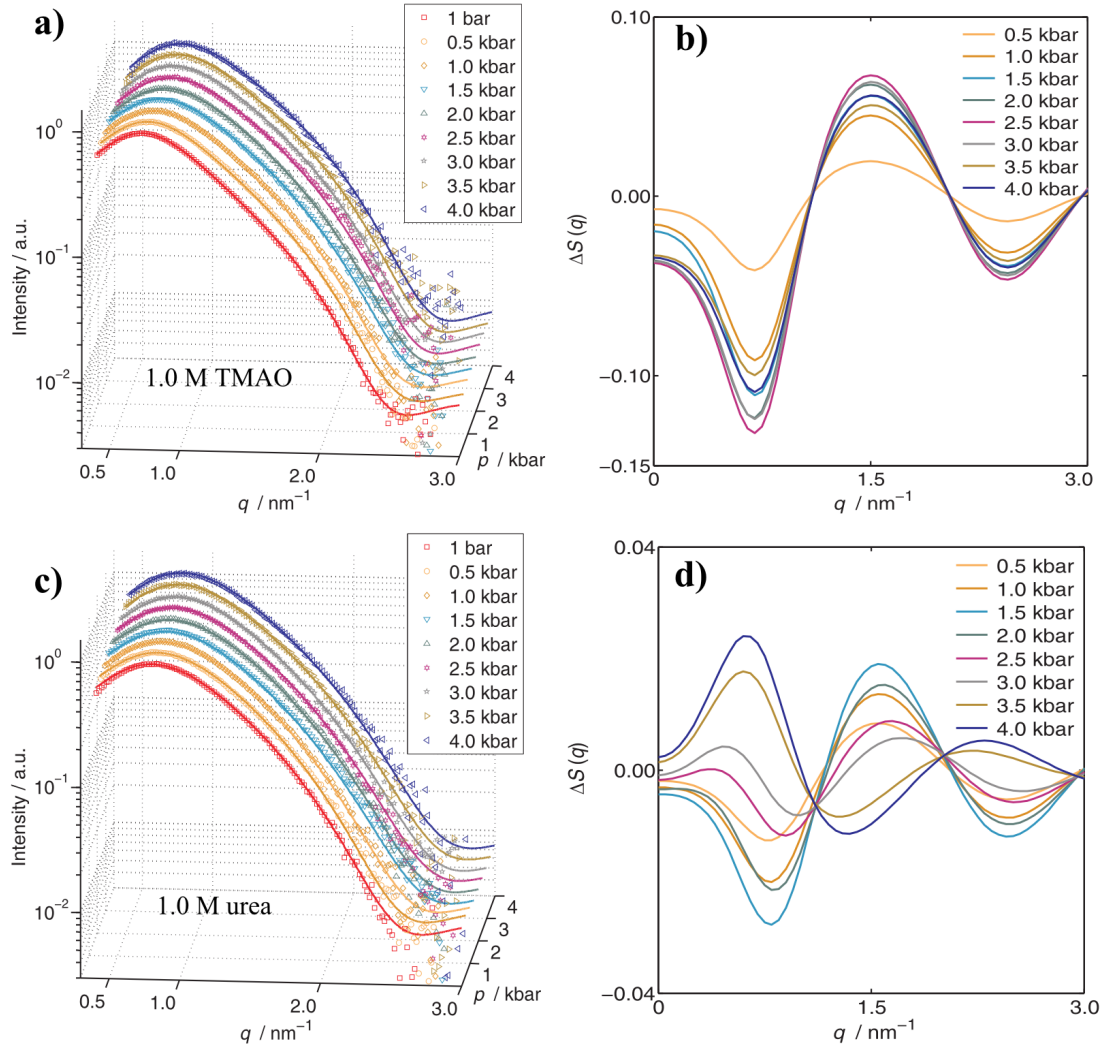 a)
1 bar
0.5 kbar
1.0 kbar
1.5 kbar
2.0 kbar
2.5 kbar
3.0 kbar
3.5 kbar
4.0 kbar
Intensity / a.u.
10⁰
10⁻¹
10⁻²
1.0 M TMAO
4
3
2
1
p / kbar
0.5
1.0
2.0
3.0
q / nm⁻¹
b)
0.5 kbar
1.0 kbar
1.5 kbar
2.0 kbar
2.5 kbar
3.0 kbar
3.5 kbar
4.0 kbar
ΔS(q)
0.10
0.00
−0.10
−0.15
0
1.5
3.0
q / nm⁻¹
c)
1 bar
0.5 kbar
1.0 kbar
1.5 kbar
2.0 kbar
2.5 kbar
3.0 kbar
3.5 kbar
4.0 kbar
Intensity / a.u.
10⁰
10⁻¹
10⁻²
1.0 M urea
4
3
2
1
p / kbar
0.5
1.0
2.0
3.0
q / nm⁻¹
d)
0.5 kbar
1.0 kbar
1.5 kbar
2.0 kbar
2.5 kbar
3.0 kbar
3.5 kbar
4.0 kbar
ΔS(q)
0.04
0.00
−0.04
0
1.5
3.0
q / nm⁻¹